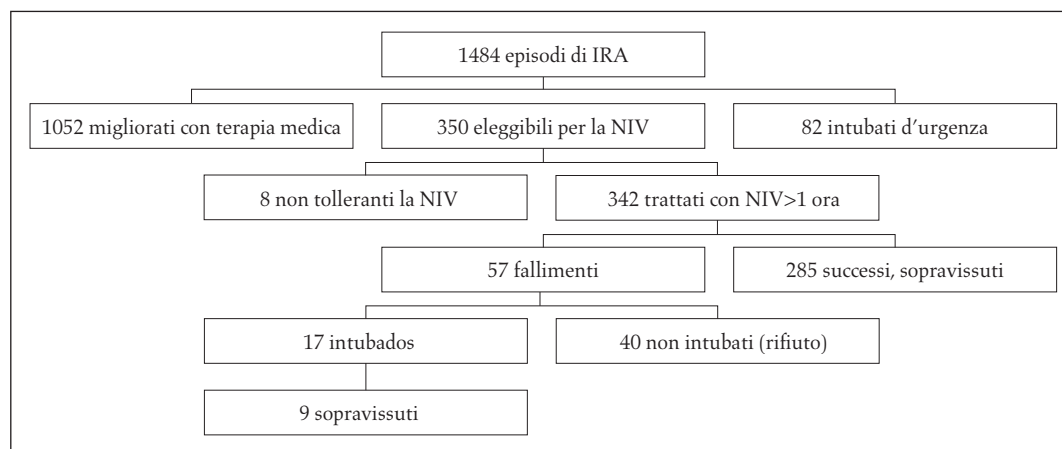 1484 episodi di IRA
1052 migliorati con terapia medica
350 eleggibili per la NIV
82 intubati d'urgenza
8 non tolleranti la NIV
342 trattati con NIV>1 ora
57 fallimenti
285 successi, sopravissuti
17 intubados
40 non intubati (rifiuto)
9 sopravissuti